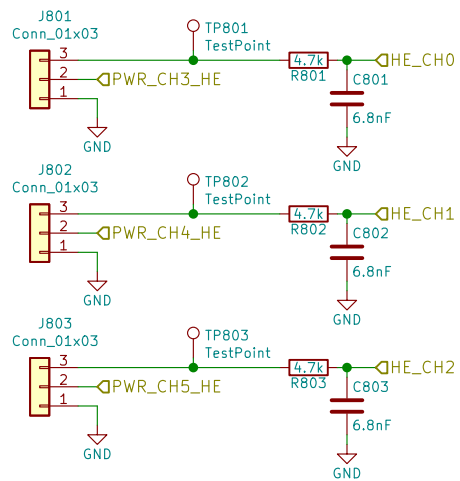 J801
Conn_01x03
3
2
1
PWR_CH3_HE
GND
TP801
TestPoint
4.7k
R801
HE_CH0
C801
6.8nF
GND
J802
Conn_01x03
3
2
1
PWR_CH4_HE
GND
TP802
TestPoint
4.7k
R802
HE_CH1
C802
6.8nF
GND
J803
Conn_01x03
3
2
1
PWR_CH5_HE
GND
TP803
TestPoint
4.7k
R803
HE_CH2
C803
6.8nF
GND